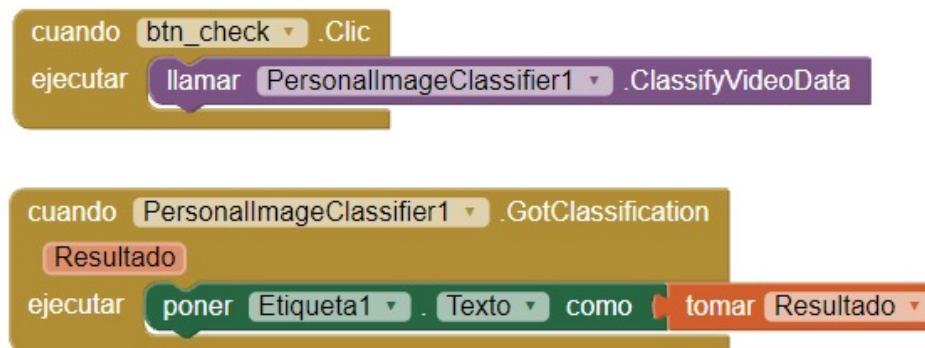 cuando btn_check .Clic
ejecutar llamar PersonalImageClassifier1 .ClassifyVideoData
cuando PersonalImageClassifier1 .GotClassification
Resultado
ejecutar poner Etiqueta1 . Texto como tomar Resultado